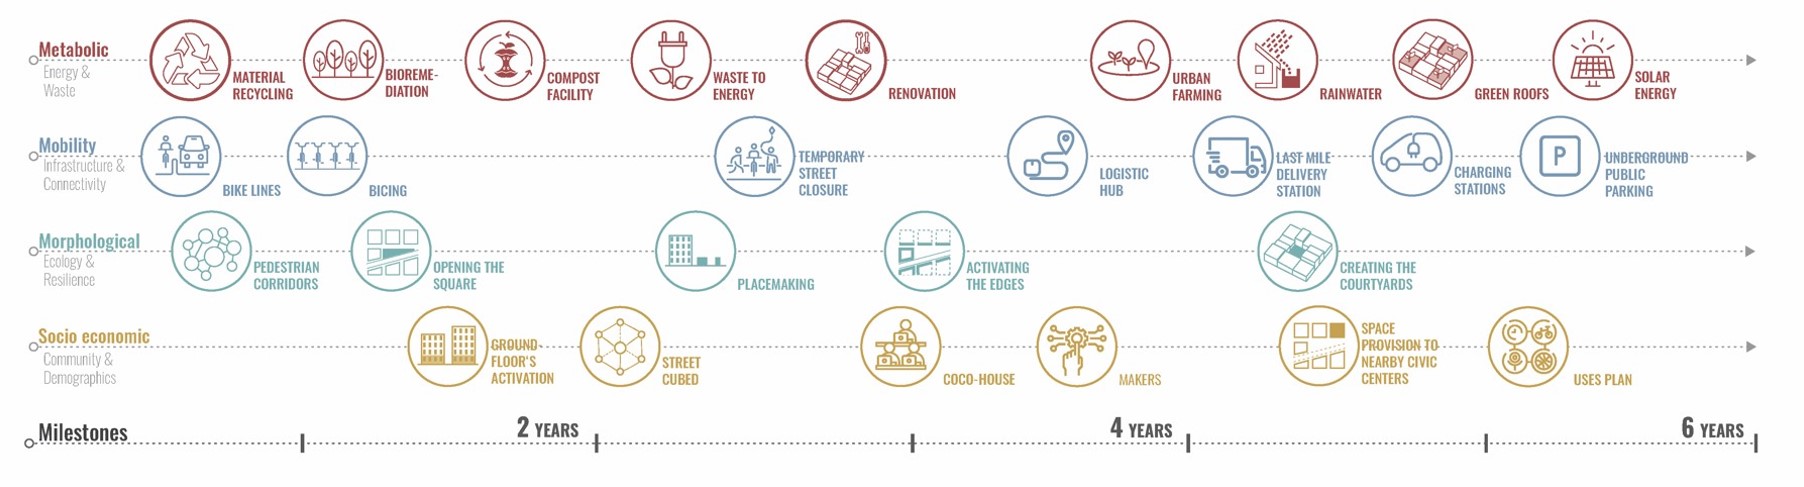 Metabolic
Energy &
Waste
MATERIAL
RECYCLING
BIOREME-
DIATION
COMPOST
FACILITY
WASTE TO
ENERGY
RENOVATION
URBAN
FARMING
RAINWATER
GREEN ROOFS
SOLAR
ENERGY
Mobility
Infrastructure &
Connectivity
BIKE LINES
BICING
TEMPORARY
STREET
CLOSURE
LOGISTIC
HUB
LAST MILE
DELIVERY
STATION
CHARGING
STATIONS
P
UNDERGROUND
PUBLIC
PARKING
Morphological
Ecology &
Resilience
PEDESTRIAN
CORRIDORS
OPENING THE
SQUARE
PLACEMAKING
ACTIVATING
THE EDGES
CREATING THE
COURTYARDS
Socio economic
Community &
Demographics
GROUND-
FLOOR'S
ACTIVATION
STREET
CUBED
COCO-HOUSE
MAKERS
SPACE
PROVISION TO
NEARBY CIVIC
CENTERS
USES PLAN
Milestones
2 YEARS
4 YEARS
6 YEARS